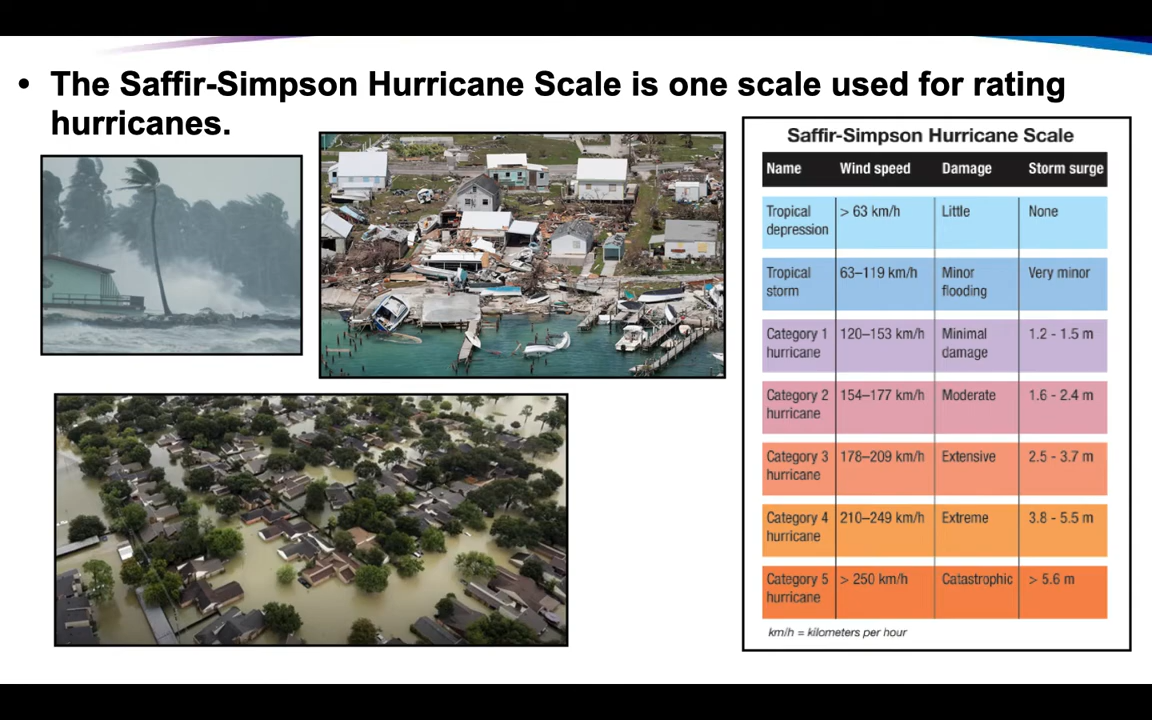 • The Saffir-Simpson Hurricane Scale is one scale used for rating
hurricanes.
Saffir-Simpson Hurricane Scale
Name Wind speed Damage Storm surge
Tropical depression > 63 km/h Little None
Tropical storm 63–119 km/h Minor flooding Very minor
Category 1 hurricane 120–153 km/h Minimal damage 1.2 - 1.5 m
Category 2 hurricane 154–177 km/h Moderate 1.6 - 2.4 m
Category 3 hurricane 178–209 km/h Extensive 2.5 - 3.7 m
Category 4 hurricane 210–249 km/h Extreme 3.8 - 5.5 m
Category 5 hurricane > 250 km/h Catastrophic > 5.6 m
km/h = kilometers per hour